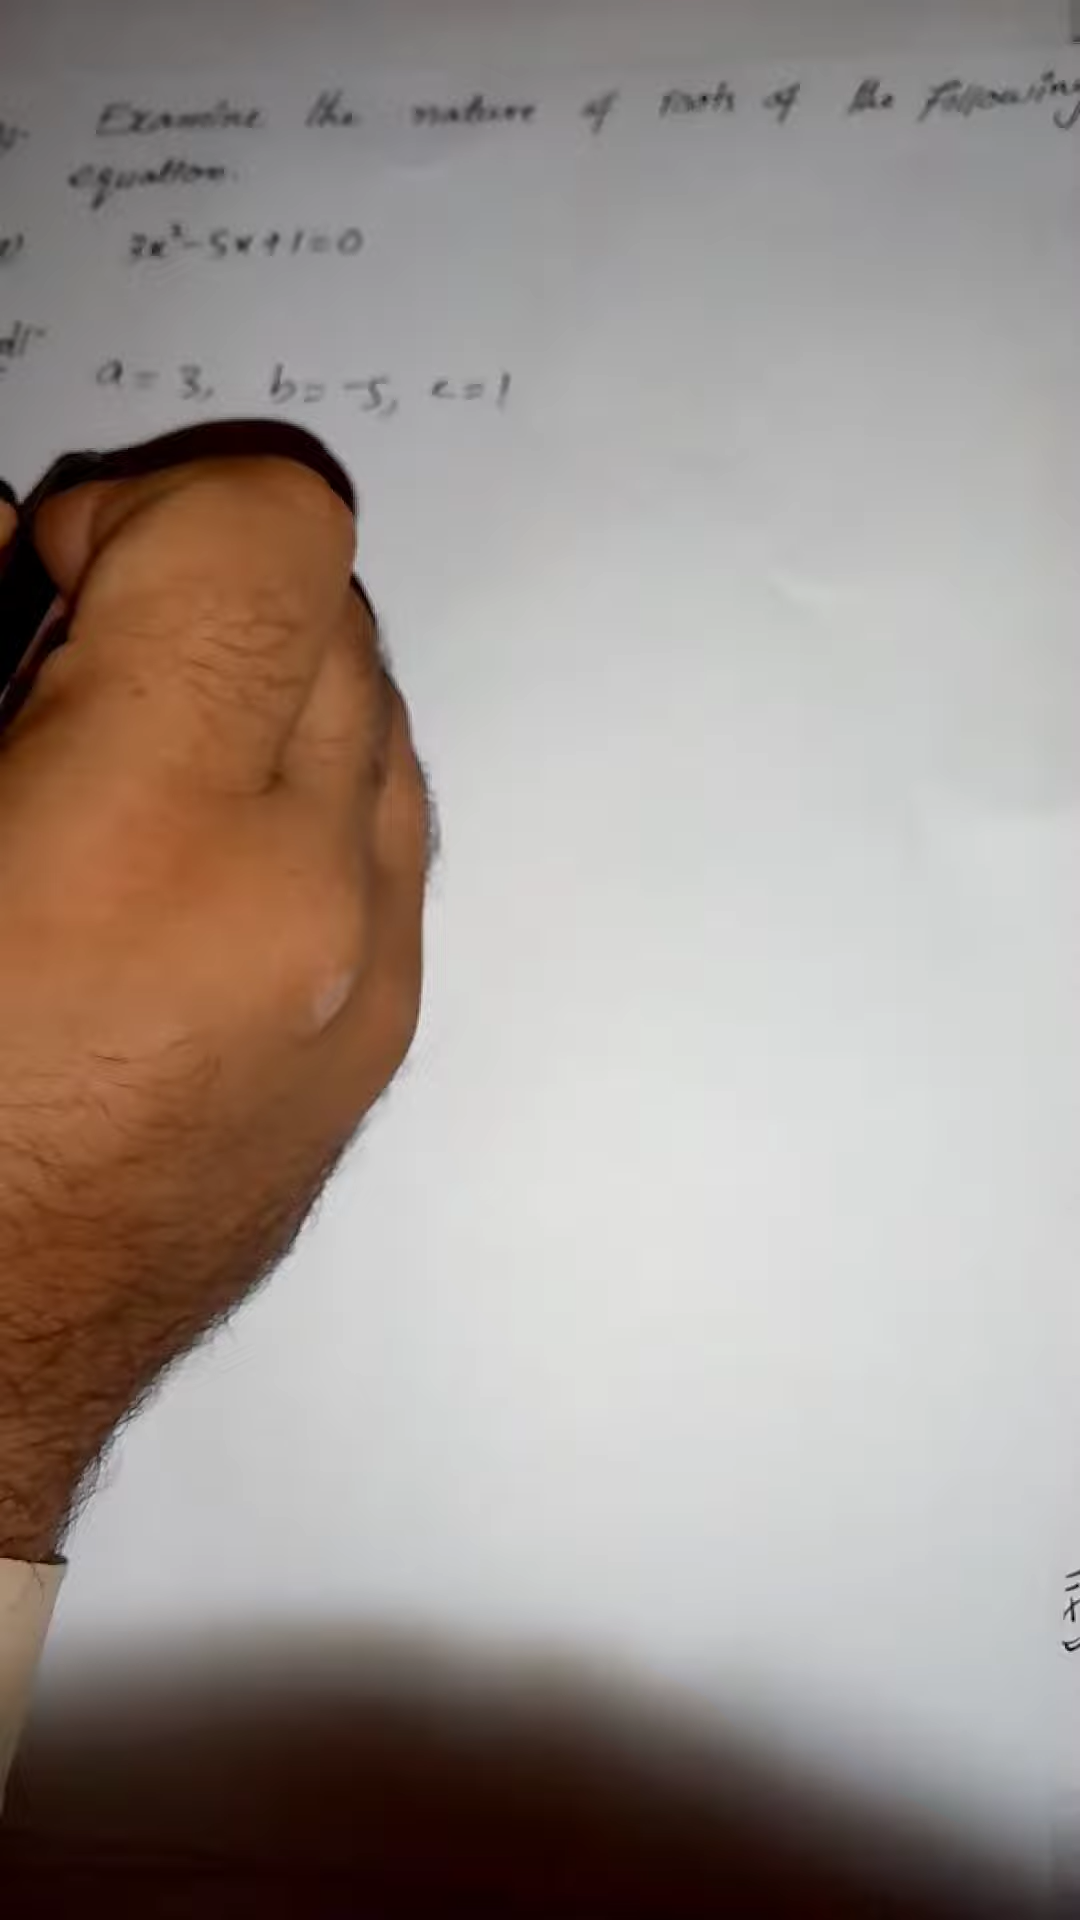 Examine the nature of roots of the following
equation.
3x²-5x+1=0
a = 3, b = -5, c = 1